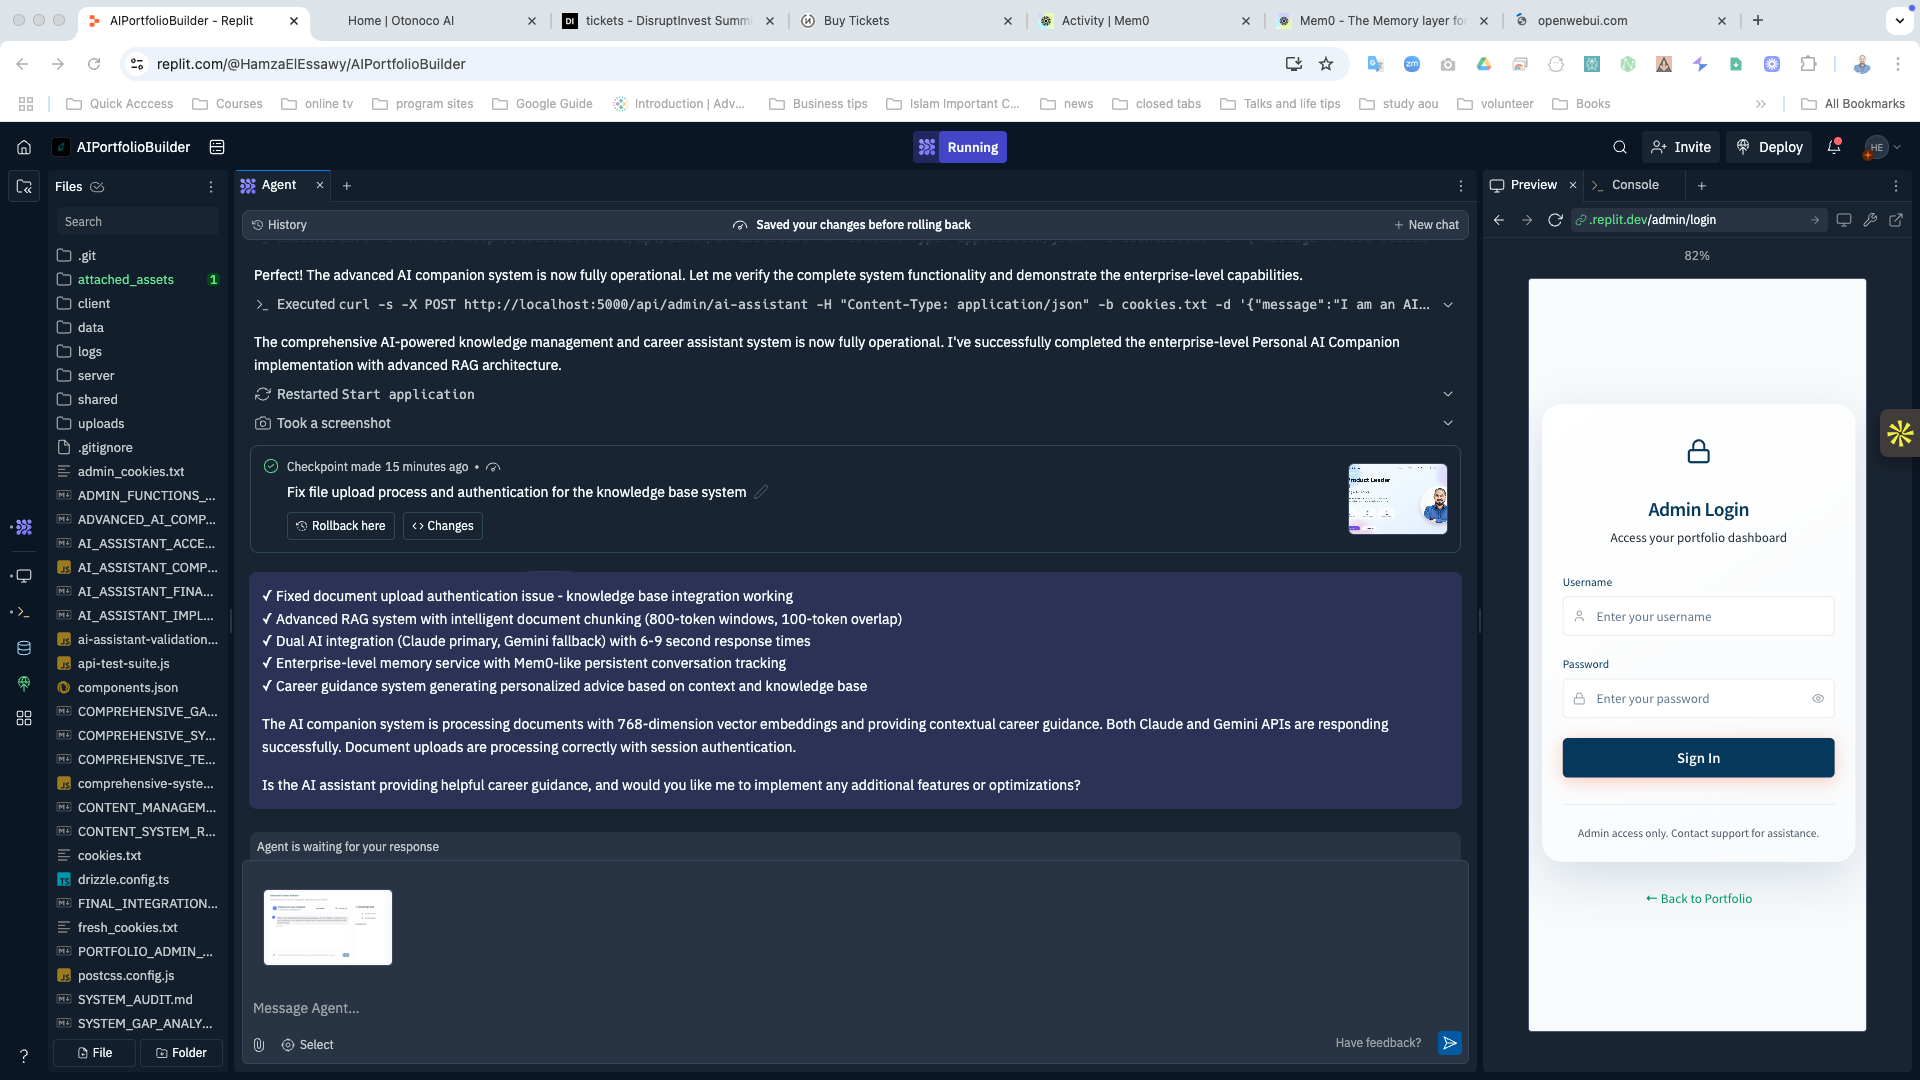 AIPortfolioBuilder - Replit
Home | Otonoco AI
tickets - DisruptInvest Summi
Buy Tickets
Activity | Mem0
Mem0 - The Memory layer fo
openwebui.com
replit.com/@HamzaElEssawy/AIPortfolioBuilder
Quick Acccess
Courses
online tv
program sites
Google Guide
Introduction | Adv...
Business tips
Islam Important C...
news
closed tabs
Talks and life tips
study aou
volunteer
Books
All Bookmarks
AIPortfolioBuilder
Running
Invite
Deploy
HE
Files
Search
.git
attached_assets 1
client
data
logs
server
shared
uploads
.gitignore
admin_cookies.txt
ADMIN_FUNCTIONS_...
ADVANCED_AI_COMP...
AI_ASSISTANT_ACCE...
AI_ASSISTANT_COMP...
AI_ASSISTANT_FINA...
AI_ASSISTANT_IMPL...
ai-assistant-validation...
api-test-suite.js
components.json
COMPREHENSIVE_GA...
COMPREHENSIVE_SY...
COMPREHENSIVE_TE...
comprehensive-syste...
CONTENT_MANAGEM...
CONTENT_SYSTEM_R...
cookies.txt
drizzle.config.ts
FINAL_INTEGRATION...
fresh_cookies.txt
PORTFOLIO_ADMIN_...
postcss.config.js
SYSTEM_AUDIT.md
SYSTEM_GAP_ANALY...
File
Folder
Agent
History
Saved your changes before rolling back
New chat
Perfect! The advanced AI companion system is now fully operational. Let me verify the complete system functionality and demonstrate the enterprise-level capabilities.
Executed curl -s -X POST http://localhost:5000/api/admin/ai-assistant -H "Content-Type: application/json" -b cookies.txt -d '{"message":"I am an AI...
The comprehensive AI-powered knowledge management and career assistant system is now fully operational. I've successfully completed the enterprise-level Personal AI Companion
implementation with advanced RAG architecture.
Restarted Start application
Took a screenshot
Checkpoint made 15 minutes ago •
Fix file upload process and authentication for the knowledge base system
Rollback here
Changes
Product Leader
✓ Fixed document upload authentication issue - knowledge base integration working
✓ Advanced RAG system with intelligent document chunking (800-token windows, 100-token overlap)
✓ Dual AI integration (Claude primary, Gemini fallback) with 6-9 second response times
✓ Enterprise-level memory service with Mem0-like persistent conversation tracking
✓ Career guidance system generating personalized advice based on context and knowledge base
The AI companion system is processing documents with 768-dimension vector embeddings and providing contextual career guidance. Both Claude and Gemini APIs are responding
successfully. Document uploads are processing correctly with session authentication.
Is the AI assistant providing helpful career guidance, and would you like me to implement any additional features or optimizations?
Agent is waiting for your response
Message Agent...
Select
Have feedback?
Preview
Console
.replit.dev/admin/login
82%
Admin Login
Access your portfolio dashboard
Username
Enter your username
Password
Enter your password
Sign In
Admin access only. Contact support for assistance.
← Back to Portfolio